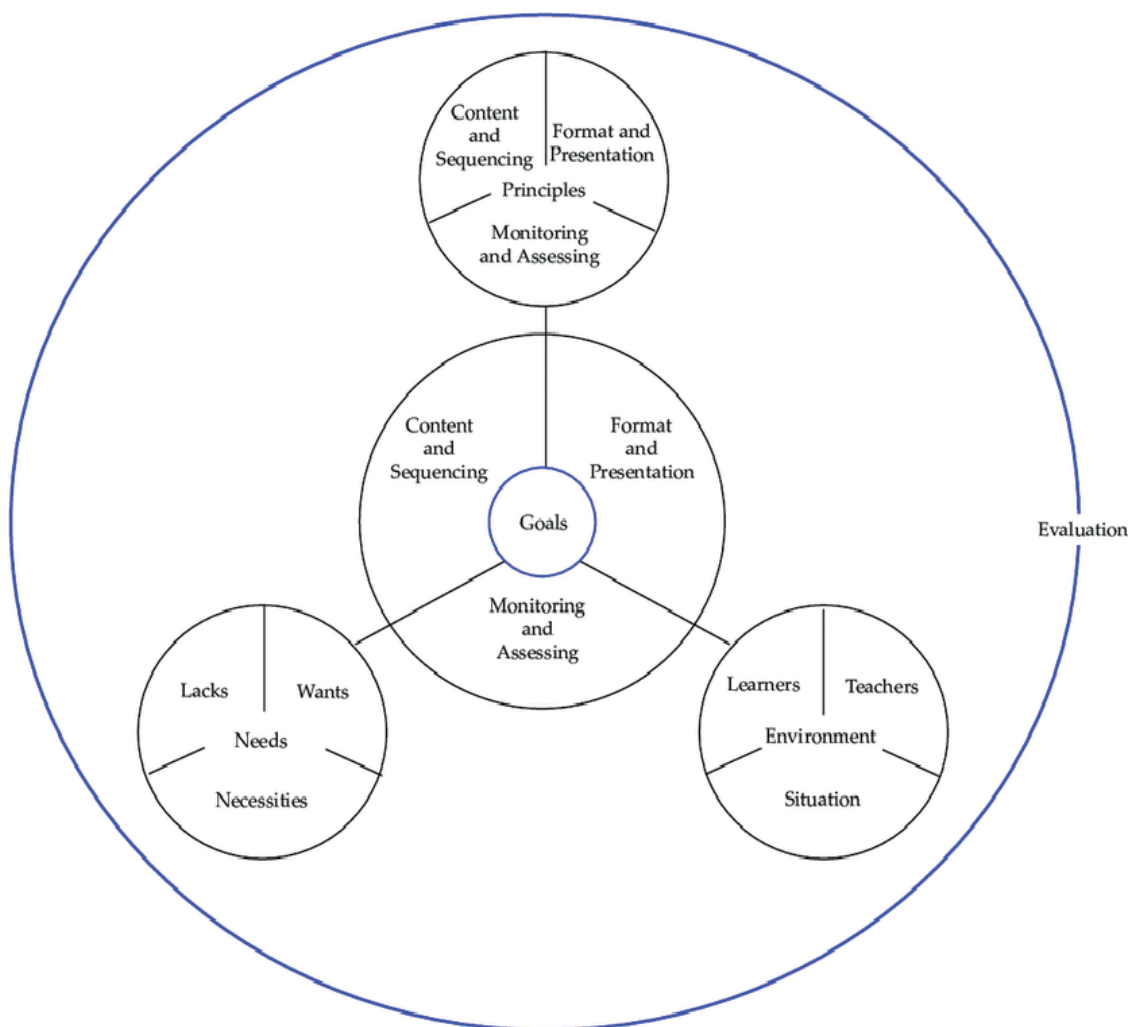 Content
and
Sequencing
Format and
Presentation
Principles
Monitoring
and Assessing
Content
and
Sequencing
Format
and
Presentation
Goals
Evaluation
Monitoring
and
Assessing
Lacks
Wants
Needs
Necessities
Learners
Teachers
Environment
Situation